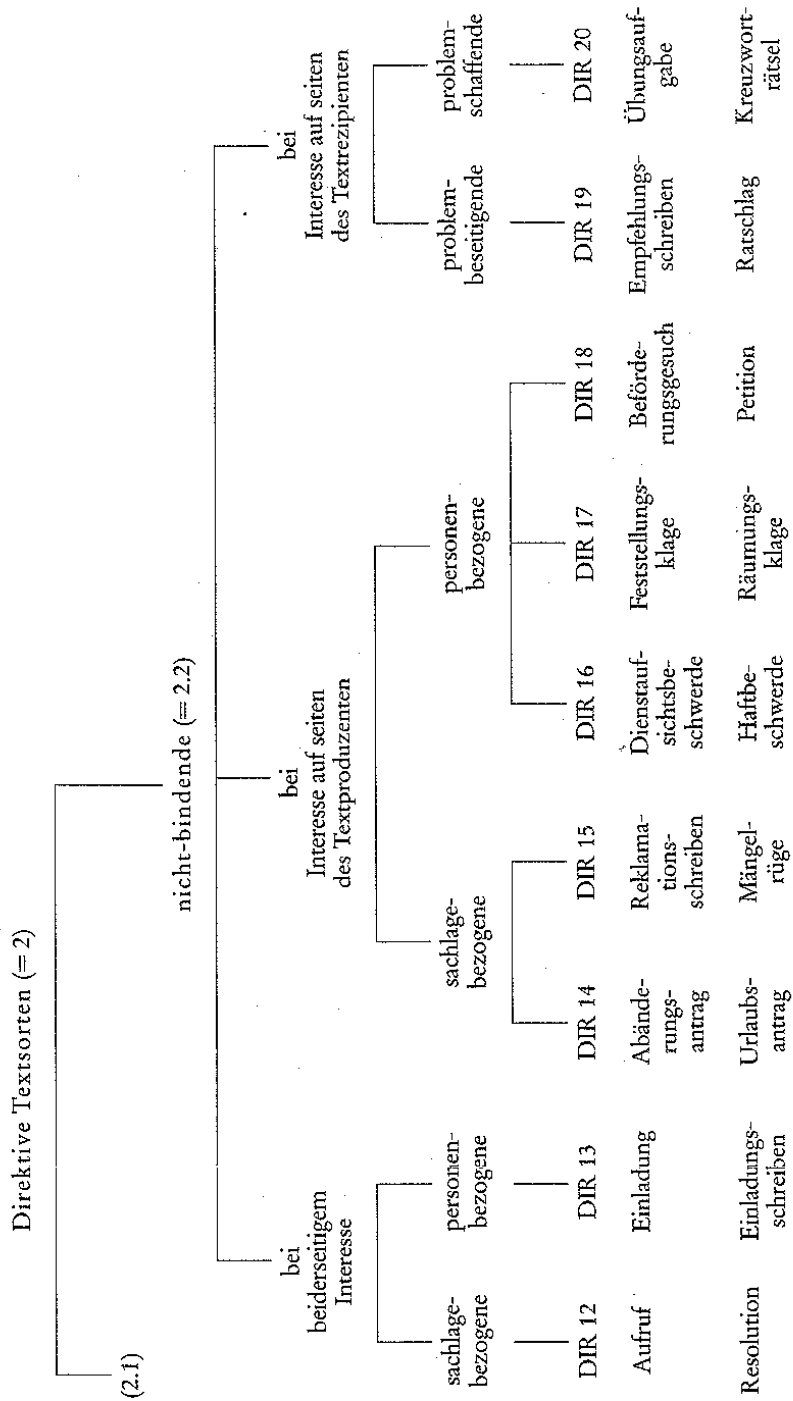 Direktive Textsorten (= 2)
(2.1)
nicht-bindende (= 2.2)
bei
beiderseitigem
Interesse
bei
Interesse auf seiten
des Textproduzenten
bei
Interesse auf seiten
des Textrezipienten
sachlage-
bezogene
personen-
bezogene
sachlage-
bezogene
personen-
bezogene
problem-
beseitigende
problem-
schaffende
DIR 12
DIR 13
DIR 14
DIR 15
DIR 16
DIR 17
DIR 18
DIR 19
DIR 20
Aufruf
Einladung
Abände-
rungs-
antrag
Reklama-
tions-
schreiben
Dienstauf-
sichtsbe-
schwerde
Feststellungs-
klage
Beförde-
rungsgesuch
Empfehlungs-
schreiben
Übungsauf-
gabe
Resolution
Einladungs-
schreiben
Urlaubs-
antrag
Mängel-
rüge
Haftbe-
schwerde
Räumungs-
klage
Petition
Ratschlag
Kreuzwort-
rätsel